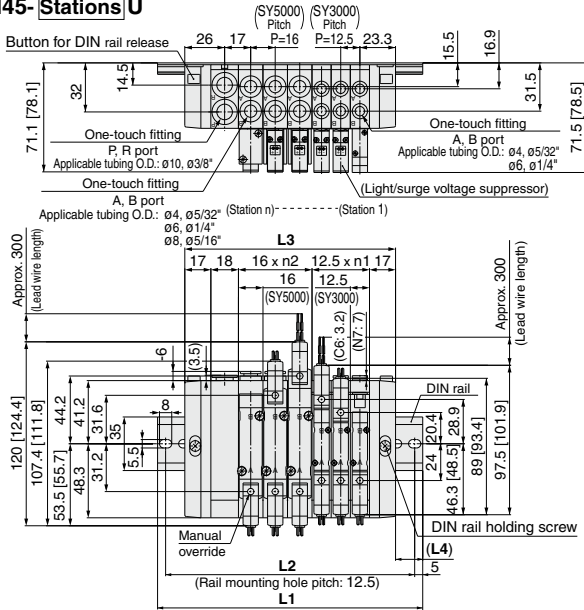 45- Stations U
(SY5000) (SY3000)
Pitch Pitch
P=16 P=12.5
26 17 23.3
15.5
16.9
Button for DIN rail release
32
14.5
71.1 [78.1]
31.5
71.5 [78.5]
One-touch fitting
P, R port
Applicable tubing O.D.: ø10, ø3/8"
One-touch fitting
A, B port
Applicable tubing O.D.: ø4, ø5/32"
ø6, ø1/4"
One-touch fitting
A, B port
Applicable tubing O.D.: ø4, ø5/32"
ø6, ø1/4"
ø8, ø5/16"
(Light/surge voltage suppressor)
(Station n) (Station 1)
L3
17 18 16 x n2 12.5 x n1 17
16 12.5
(SY5000) (SY3000)
Approx. 300
(Lead wire length)
Approx. 300
(Lead wire length)
(C6: 3.2)
(N7: 7)
-6
(3.5)
DIN rail
8
120 [124.4]
107.4 [111.8]
53.5 [55.7]
44.2
41.2
48.3
31.6
31.2
35
5.5
20.4
28.9
24
46.3 [48.5]
89 [93.4]
97.5 [101.9]
Manual
override
DIN rail holding screw
L2
(L4)
(Rail mounting hole pitch: 12.5)
5
L1